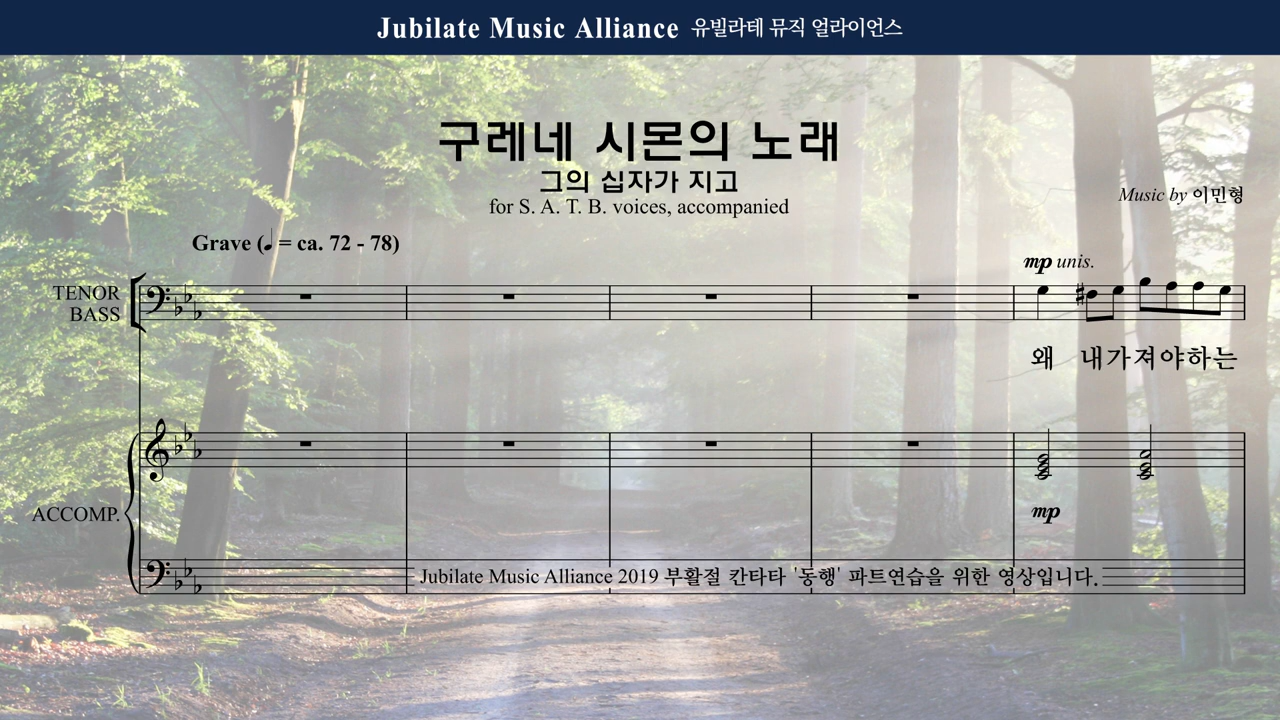 Jubilate Music Alliance 유빌라테 뮤직 얼라이언스
구레네 시몬의 노래
그의 십자가 지고
for S. A. T. B. voices, accompanied
Music by 이민형
Grave (♩ = ca. 72 - 78)
mp unis.
TENOR
BASS
왜 내가져야하는
ACCOMP.
mp
Jubilate Music Alliance 2019 부활절 칸타타 '동행' 파트연습을 위한 영상입니다.